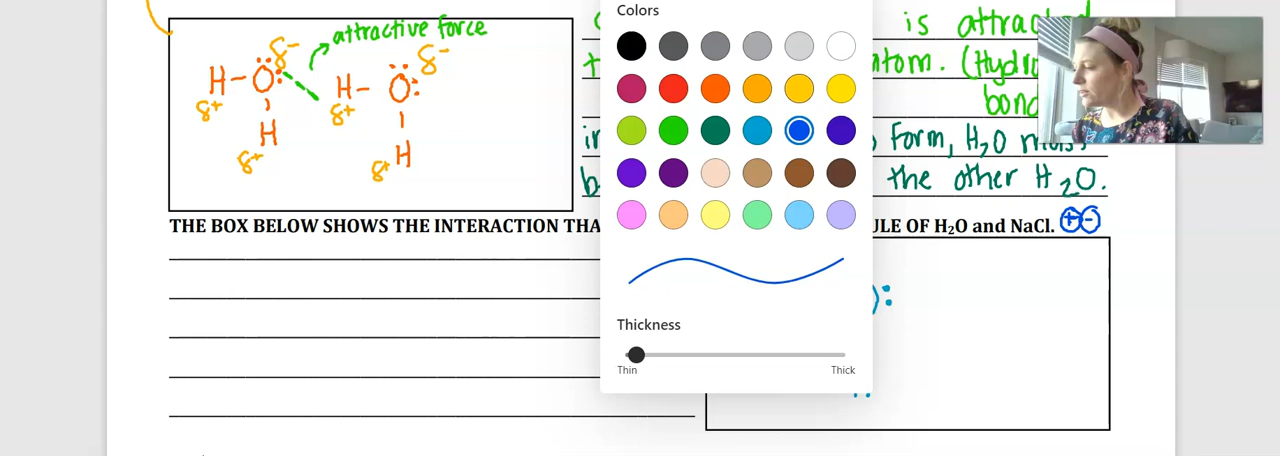 Colors
attractive force
is attracted
δ-
δ-
H-O: H- O:
atom. (Hydro
δ+ δ+
bond
H
form, H2O must
δ+ δ+ H
the other H2O.
THE BOX BELOW SHOWS THE INTERACTION THA
ULE OF H2O and NaCl. + -
Thickness
Thin Thick